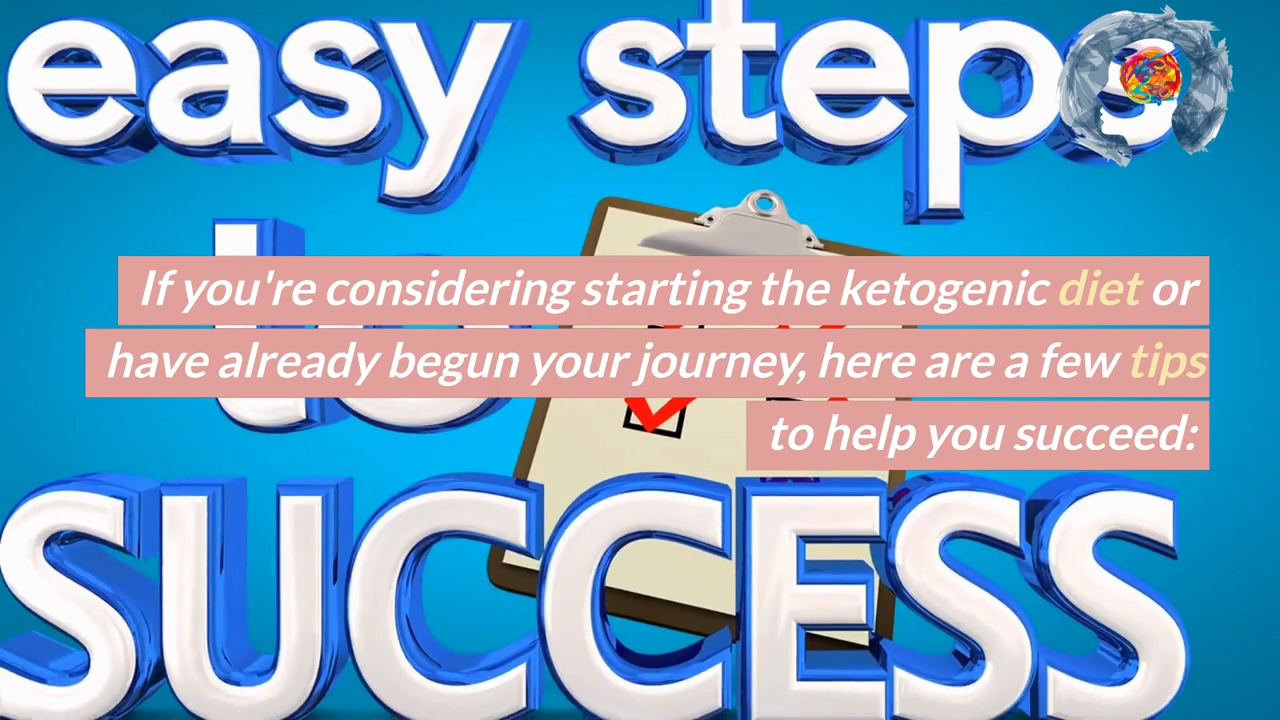 easy steps
to
If you're considering starting the ketogenic diet or
have already begun your journey, here are a few tips
to help you succeed:
SUCCESS